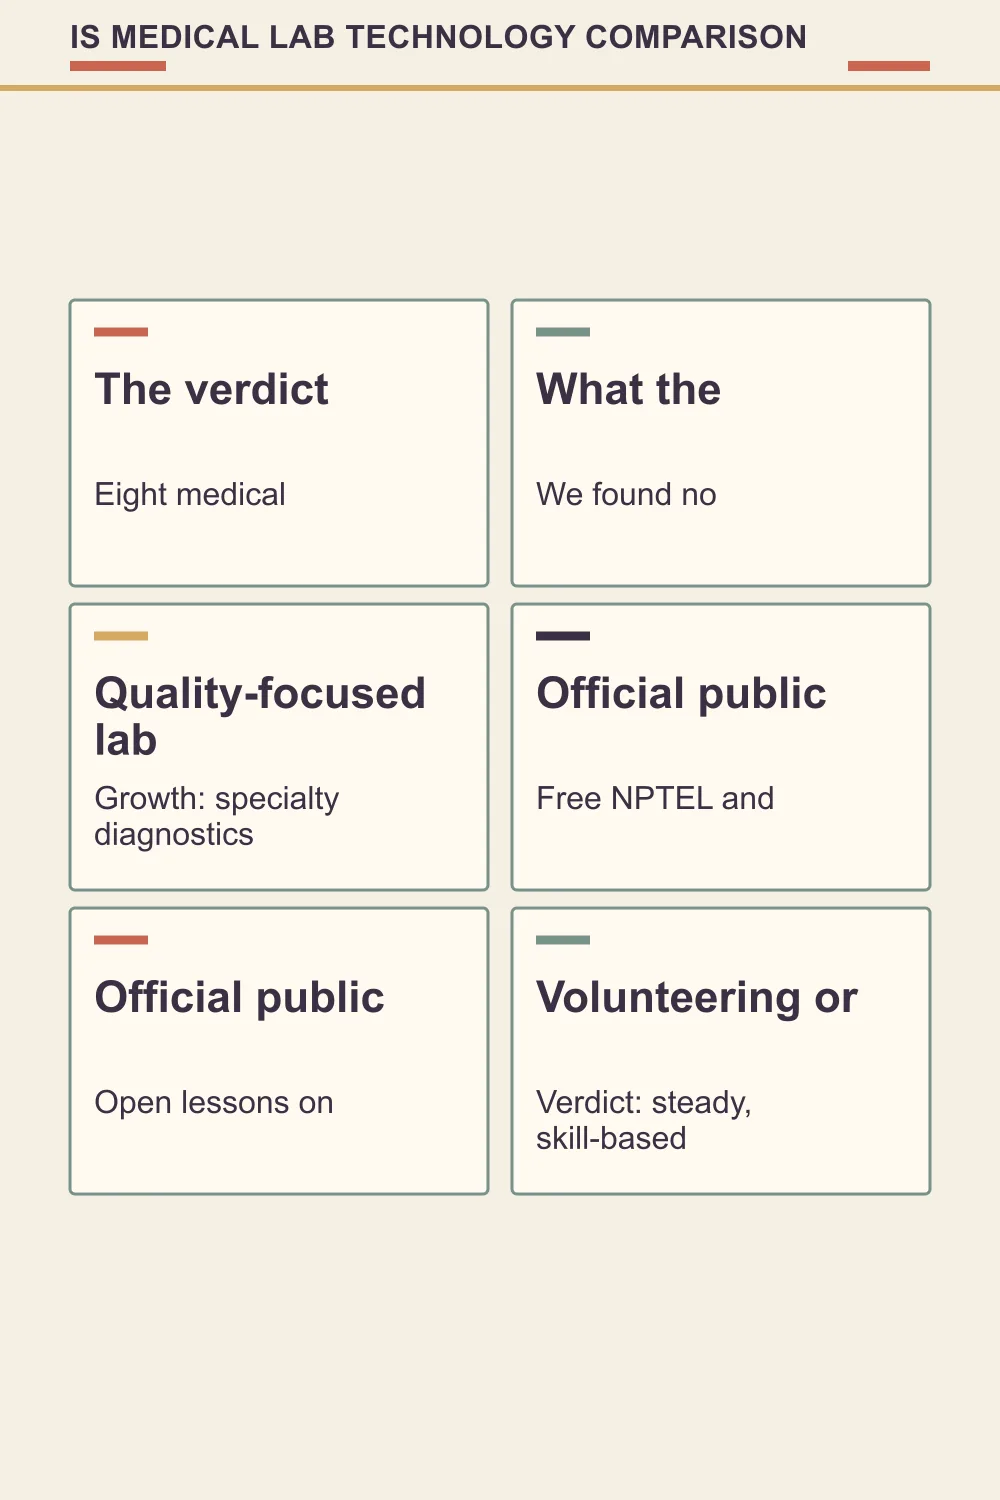 IS MEDICAL LAB TECHNOLOGY COMPARISON
The verdict
Eight medical
What the
We found no
Quality-focused
lab
Growth: specialty
diagnostics
Official public
Free NPTEL and
Official public
Open lessons on
Volunteering or
Verdict: steady,
skill-based